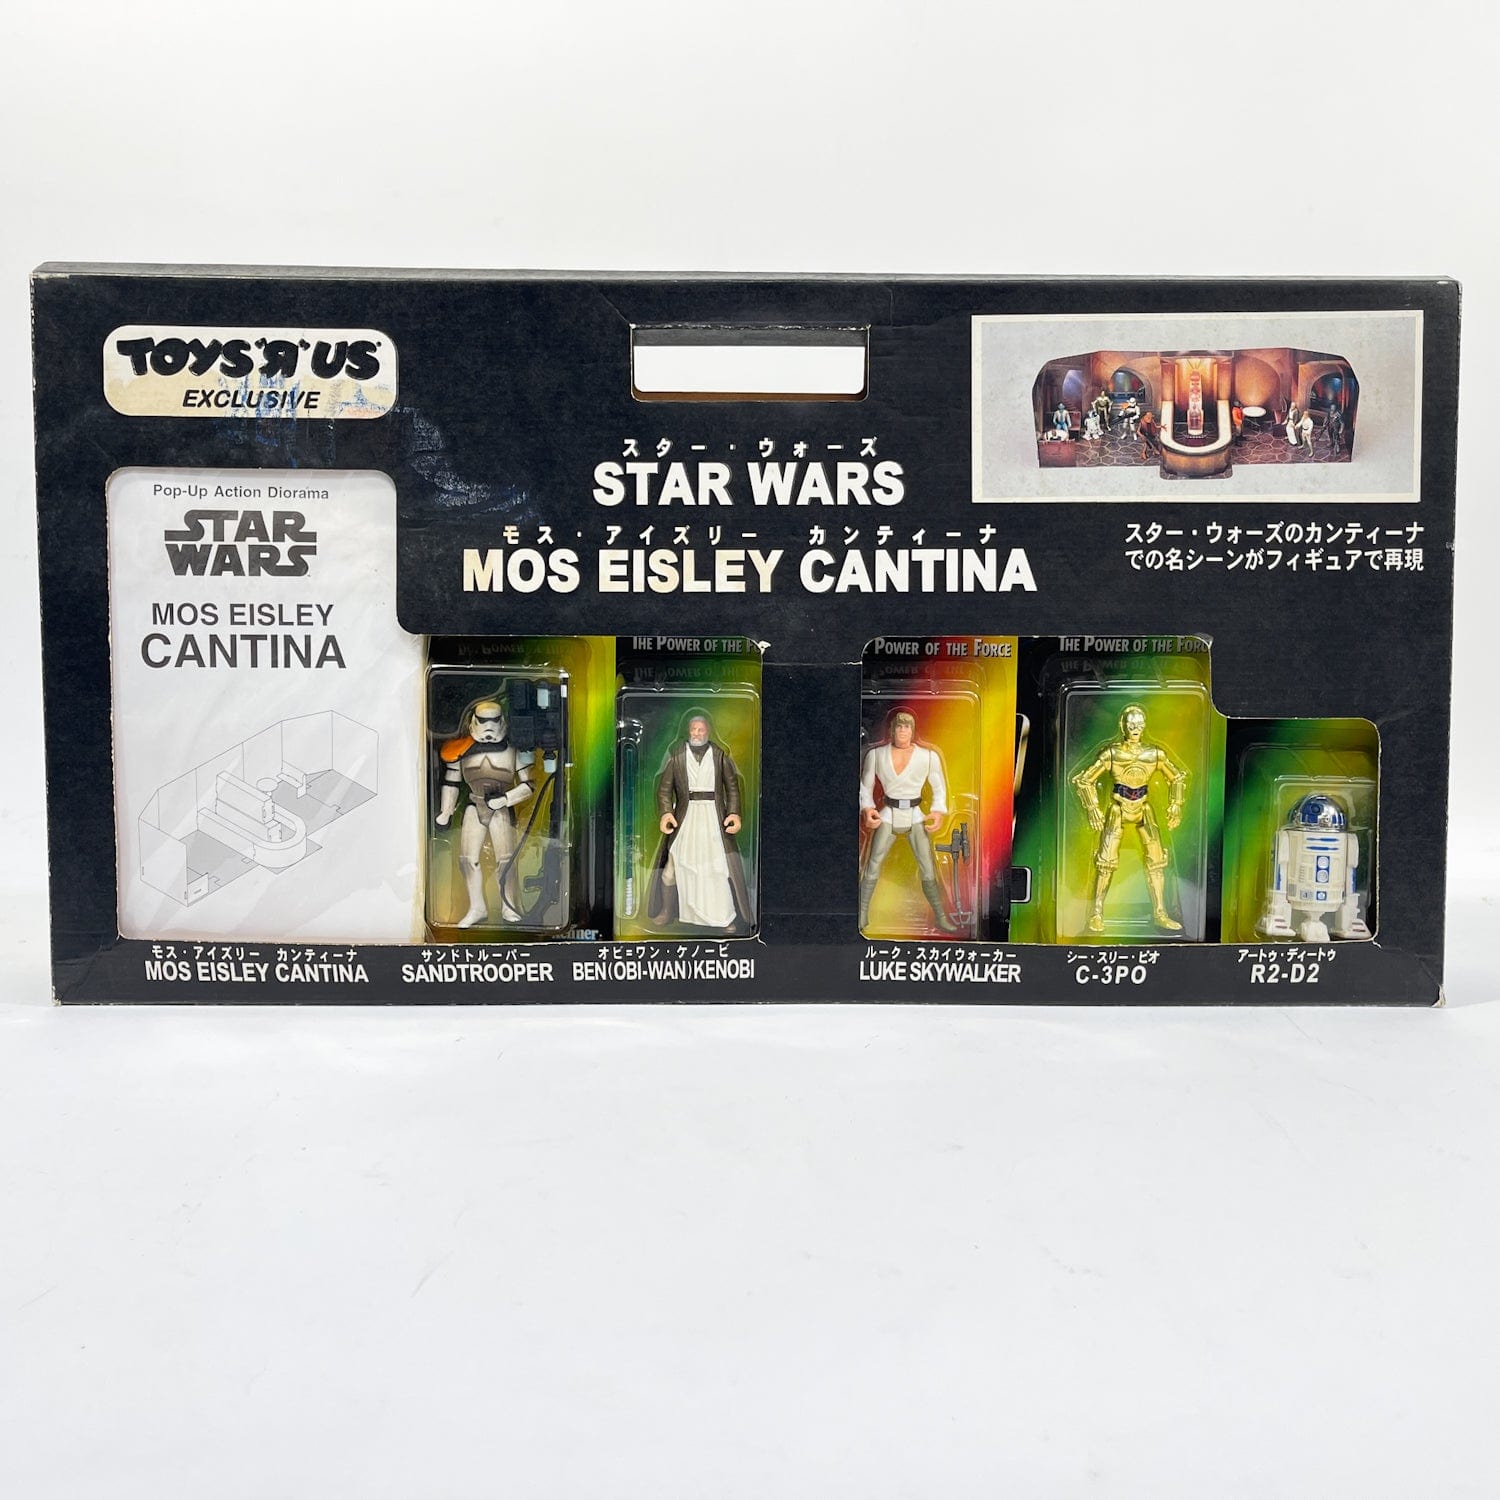 TOYS"R"US
EXCLUSIVE
スター・ウォーズ
STAR WARS
モス・アイズリー カンティーナ
MOS EISLEY CANTINA
スター・ウォーズのカンティーナ
での名シーンがフィギュアで再現
Pop-Up Action Diorama
STAR
WARS
MOS EISLEY
CANTINA
THE POWER OF THE
POWER OF THE FORCE
THE POWER OF THE FORC
Kenner
モス・アイズリー カンティーナ
MOS EISLEY CANTINA
サンドトルーパー
SANDTROOPER
オビ=ワン・ケノービ
BEN(OBI-WAN)KENOBI
ルーク・スカイウォーカー
LUKE SKYWALKER
シー・スリー・ピオ
C-3PO
アートゥ・ディートゥ
R2-D2